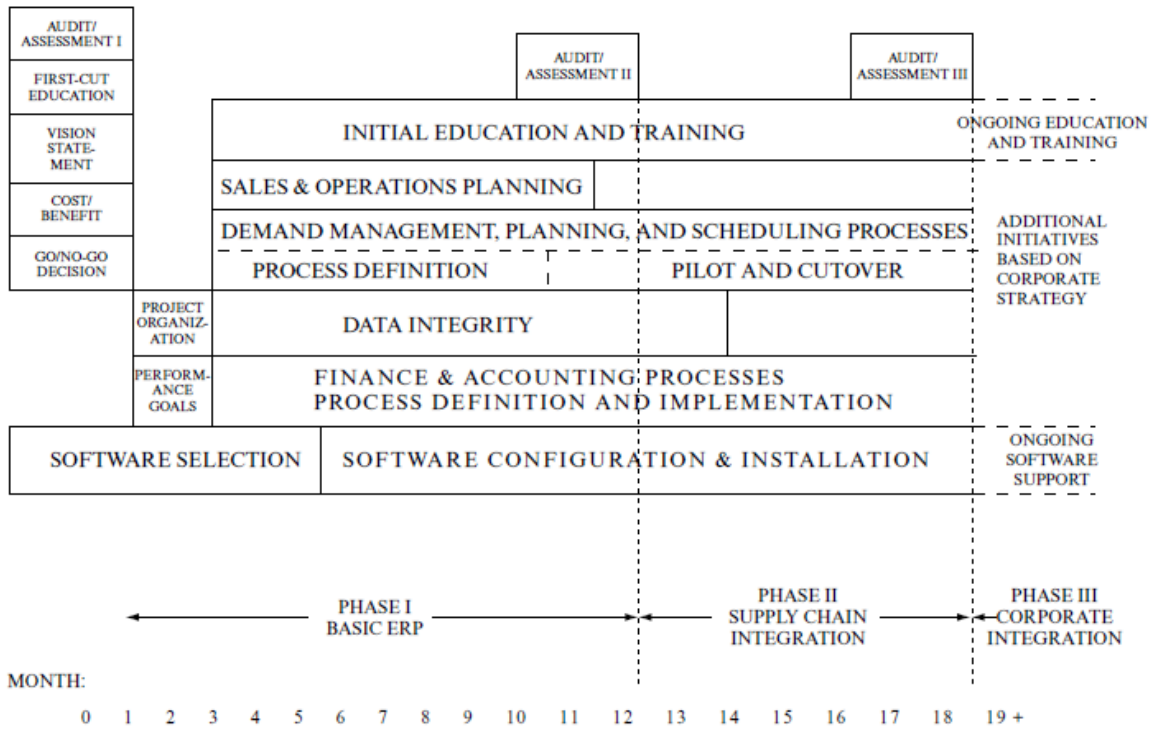 AUDIT/
ASSESSMENT I
FIRST-CUT
EDUCATION
VISION
STATE-
MENT
COST/
BENEFIT
GO/NO-GO
DECISION
AUDIT/
ASSESSMENT II
AUDIT/
ASSESSMENT III
INITIAL EDUCATION AND TRAINING
ONGOING EDUCATION
AND TRAINING
SALES & OPERATIONS PLANNING
DEMAND MANAGEMENT, PLANNING, AND SCHEDULING PROCESSES
PROCESS DEFINITION
PILOT AND CUTOVER
ADDITIONAL
INITIATIVES
BASED ON
CORPORATE
STRATEGY
PROJECT
ORGANIZ-
ATION
DATA INTEGRITY
PERFORM-
ANCE
GOALS
FINANCE & ACCOUNTING PROCESSES
PROCESS DEFINITION AND IMPLEMENTATION
SOFTWARE SELECTION
SOFTWARE CONFIGURATION & INSTALLATION
ONGOING
SOFTWARE
SUPPORT
PHASE I
BASIC ERP
PHASE II
SUPPLY CHAIN
INTEGRATION
PHASE III
CORPORATE
INTEGRATION
MONTH:
0 1 2 3 4 5 6 7 8 9 10 11 12 13 14 15 16 17 18 19 +